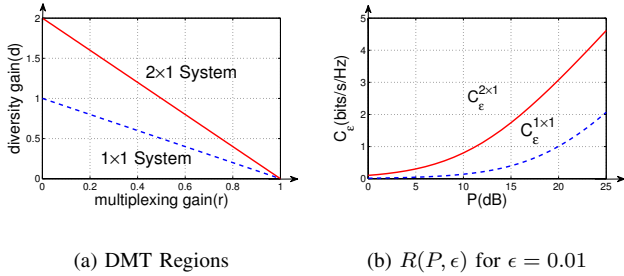 2
1.5
1
0.5
0
0
0.2
0.4
0.6
0.8
1
diversity gain(d)
multiplexing gain(r)
2×1 System
1×1 System
(a) DMT Regions
5
4
3
2
1
0
0
5
10
15
20
25
C_ε(bits/s/Hz)
P(dB)
C_ε^{2×1}
C_ε^{1×1}
(b) R(P, ϵ) for ϵ = 0.01